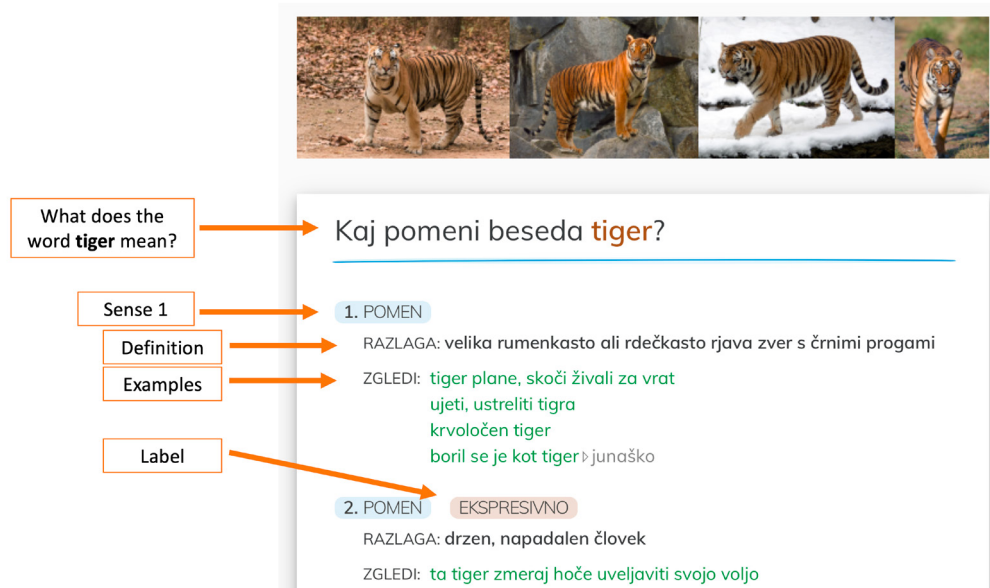 What does the
word tiger mean?
Kaj pomeni beseda tiger?
Sense 1
1. POMEN
Definition
RAZLAGA: velika rumenkasto ali rdečkasto rjava zver s črnimi progami
Examples
ZGLEDI: tiger plane, skoči živali za vrat
ujeti, ustreliti tigra
krvoločen tiger
boril se je kot tiger ▹ junaško
Label
2. POMEN EKSPRESIVNO
RAZLAGA: drzen, napadalen človek
ZGLEDI: ta tiger zmeraj hoče uveljaviti svojo voljo